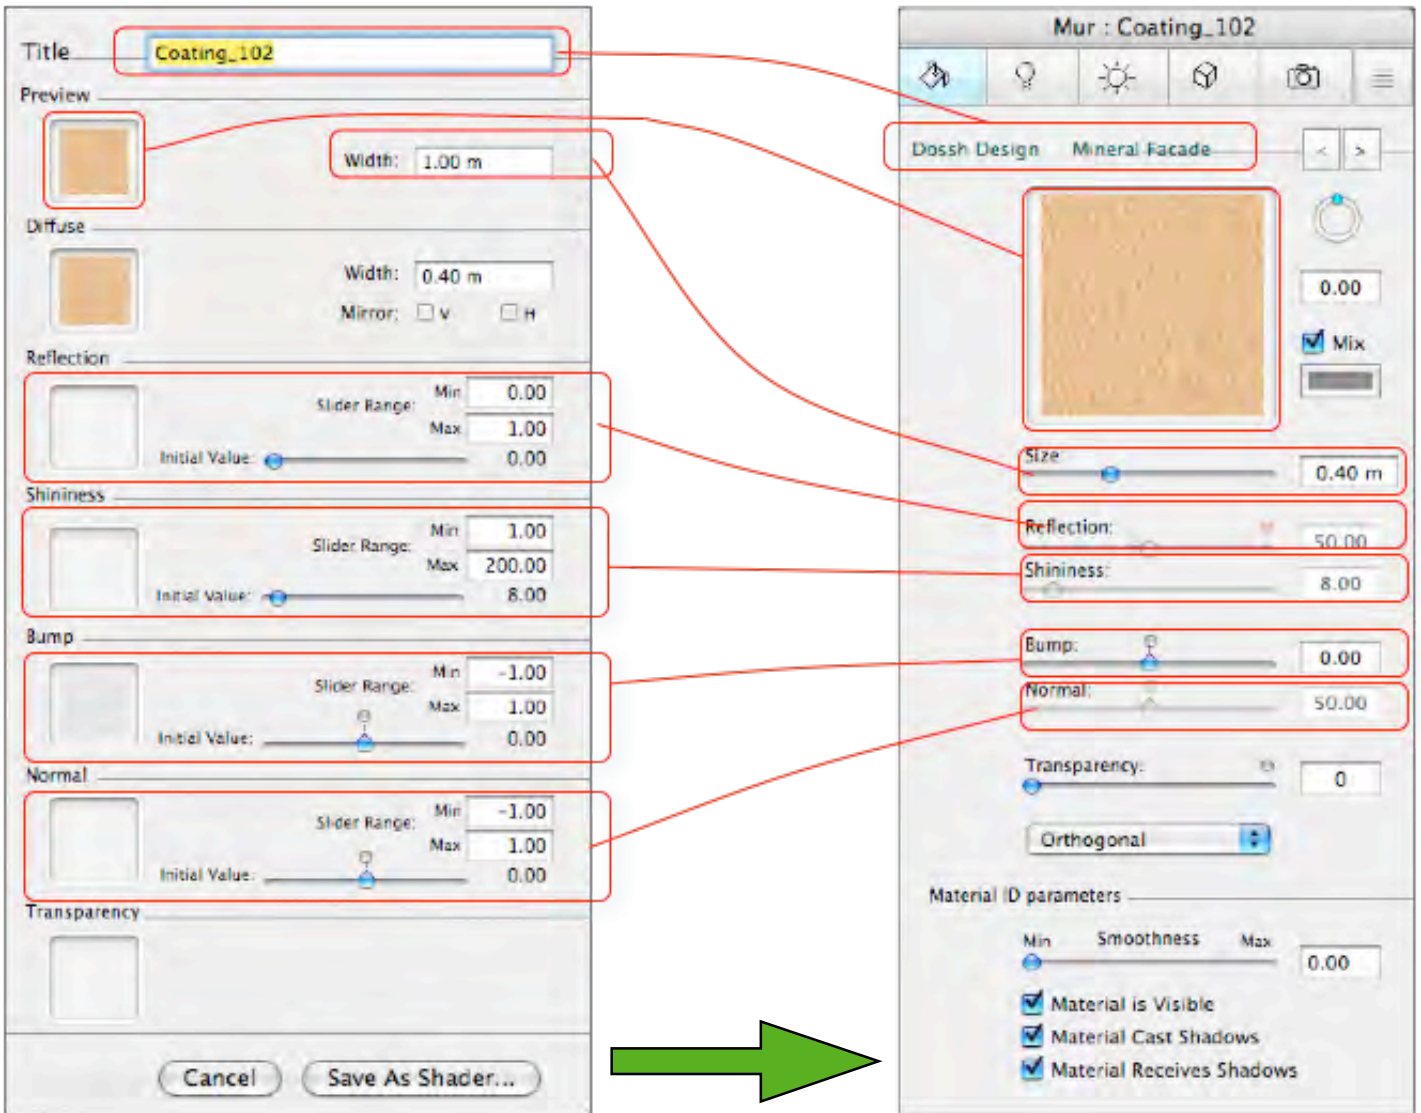 Title
Coating_102
Preview
Width: 1.00 m
Diffuse
Width: 0.40 m
Mirror: V H
Reflection
Slider Range: Min 0.00
Max 1.00
Initial Value: 0.00
Shininess
Slider Range: Min 1.00
Max 200.00
Initial Value: 8.00
Bump
Slider Range: Min -1.00
Max 1.00
Initial Value: 0.00
Normal
Slider Range: Min -1.00
Max 1.00
Initial Value: 0.00
Transparency
Cancel
Save As Shader...
Mur : Coating_102
Dossh Design Mineral Facade
< >
0.00
Mix
Size
0.40 m
Reflection:
50.00
Shininess:
8.00
Bump:
0.00
Normal:
50.00
Transparency:
0
Orthogonal
Material ID parameters
Min Smoothness Max
0.00
Material is Visible
Material Cast Shadows
Material Receives Shadows